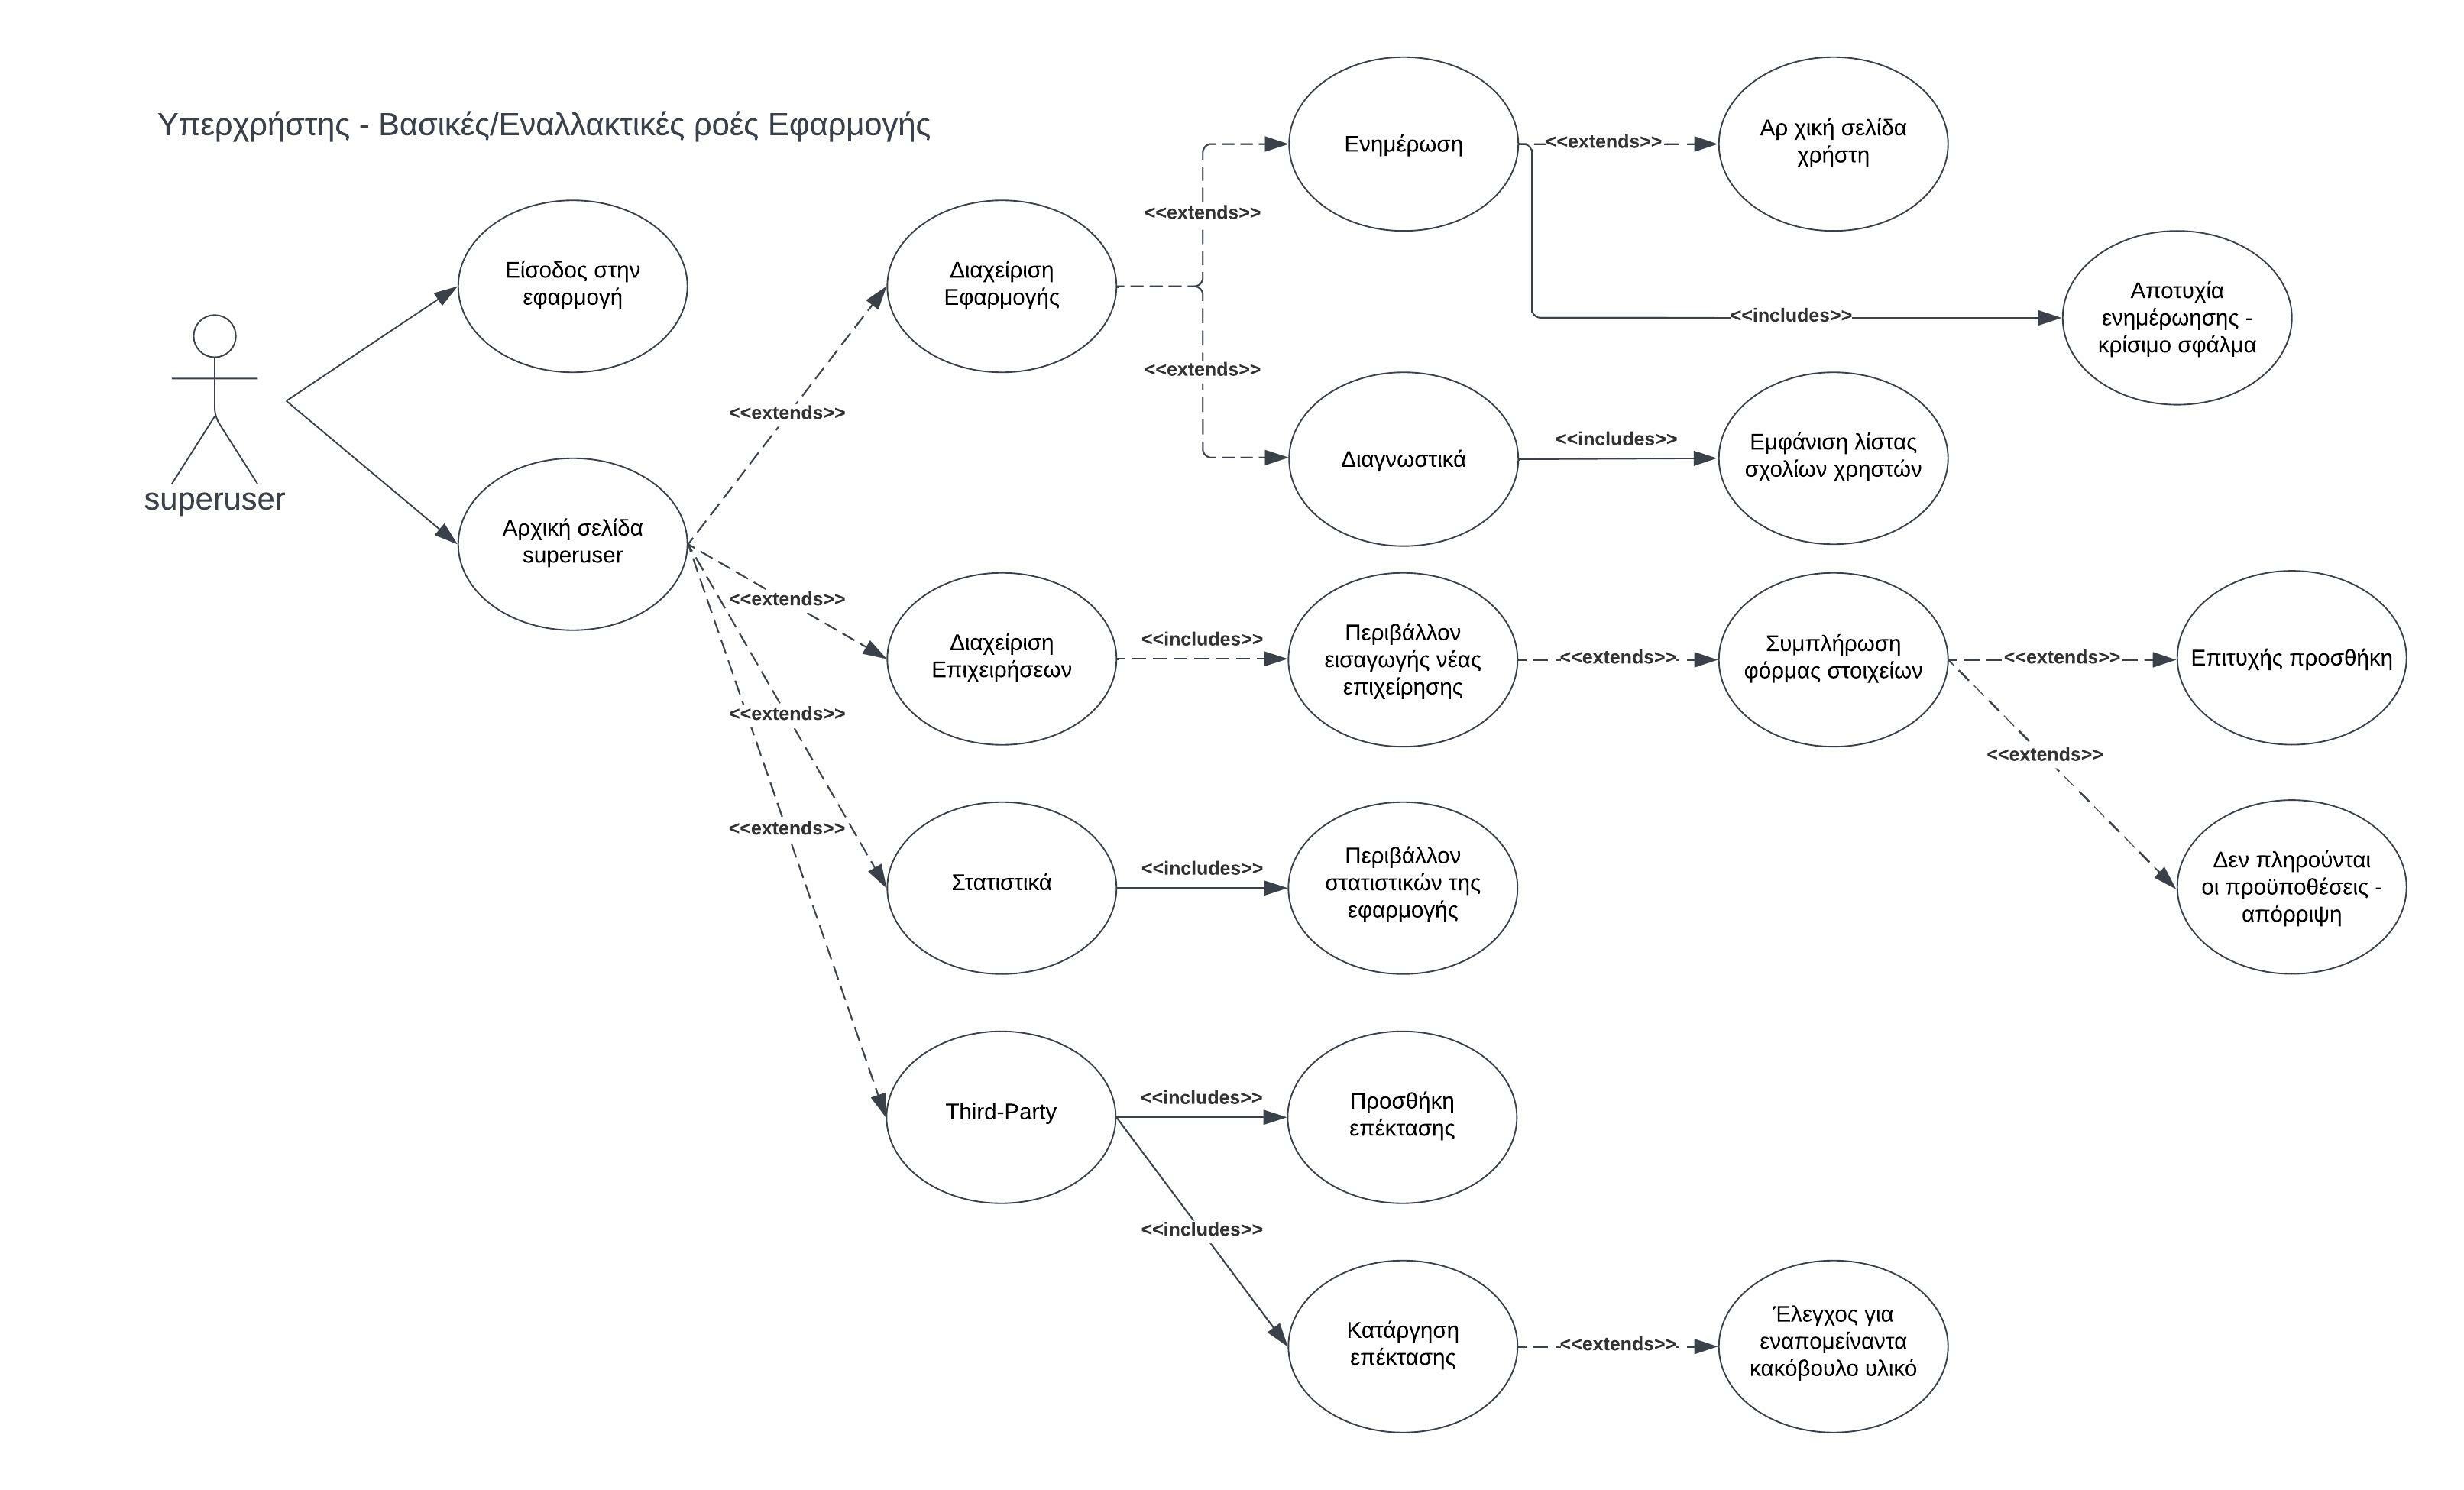 Υπερχρήστης - Βασικές/Εναλλακτικές ροές Εφαρμογής
superuser
Είσοδος στην
εφαρμογή
Αρχική σελίδα
superuser
<<extends>>
<<extends>>
<<extends>>
<<extends>>
Διαχείριση
Εφαρμογής
<<extends>>
<<extends>>
Ενημέρωση
<<extends>>
Αρ χική σελίδα
χρήστη
<<includes>>
Αποτυχία
ενημέρωησης -
κρίσιμο σφάλμα
Διαγνωστικά
<<includes>>
Εμφάνιση λίστας
σχολίων χρηστών
Διαχείριση
Επιχειρήσεων
<<includes>>
Περιβάλλον
εισαγωγής νέας
επιχείρησης
<<extends>>
Συμπλήρωση
φόρμας στοιχείων
<<extends>>
Επιτυχής προσθήκη
<<extends>>
Δεν πληρούνται
οι προϋποθέσεις -
απόρριψη
Στατιστικά
<<includes>>
Περιβάλλον
στατιστικών της
εφαρμογής
Third-Party
<<includes>>
Προσθήκη
επέκτασης
<<includes>>
Κατάργηση
επέκτασης
<<extends>>
Έλεγχος για
εναπομείναντα
κακόβουλο υλικό